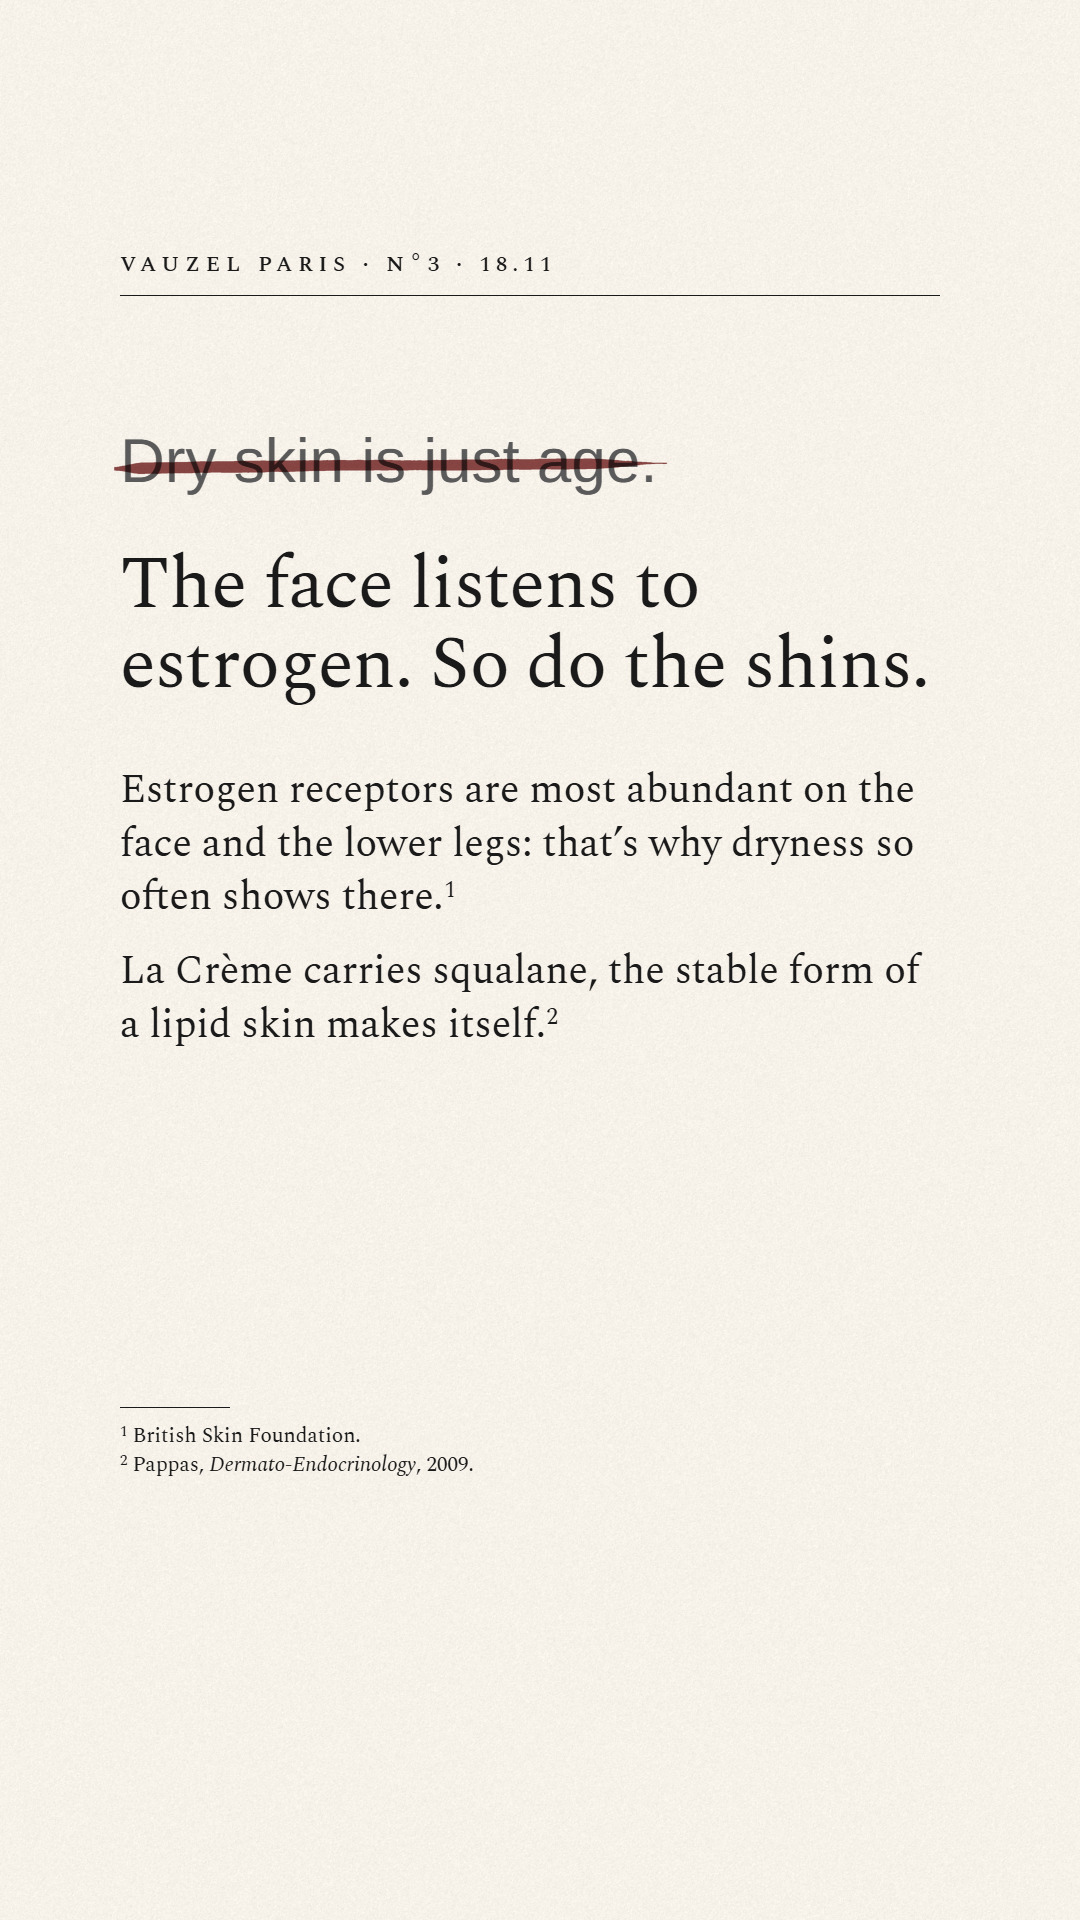 VAUZEL PARIS · N°3 · 18.11
Dry skin is just age.
The face listens to
estrogen. So do the shins.
Estrogen receptors are most abundant on the
face and the lower legs: that’s why dryness so
often shows there.¹
La Crème carries squalane, the stable form of
a lipid skin makes itself.²
¹ British Skin Foundation.
² Pappas, Dermato-Endocrinology, 2009.